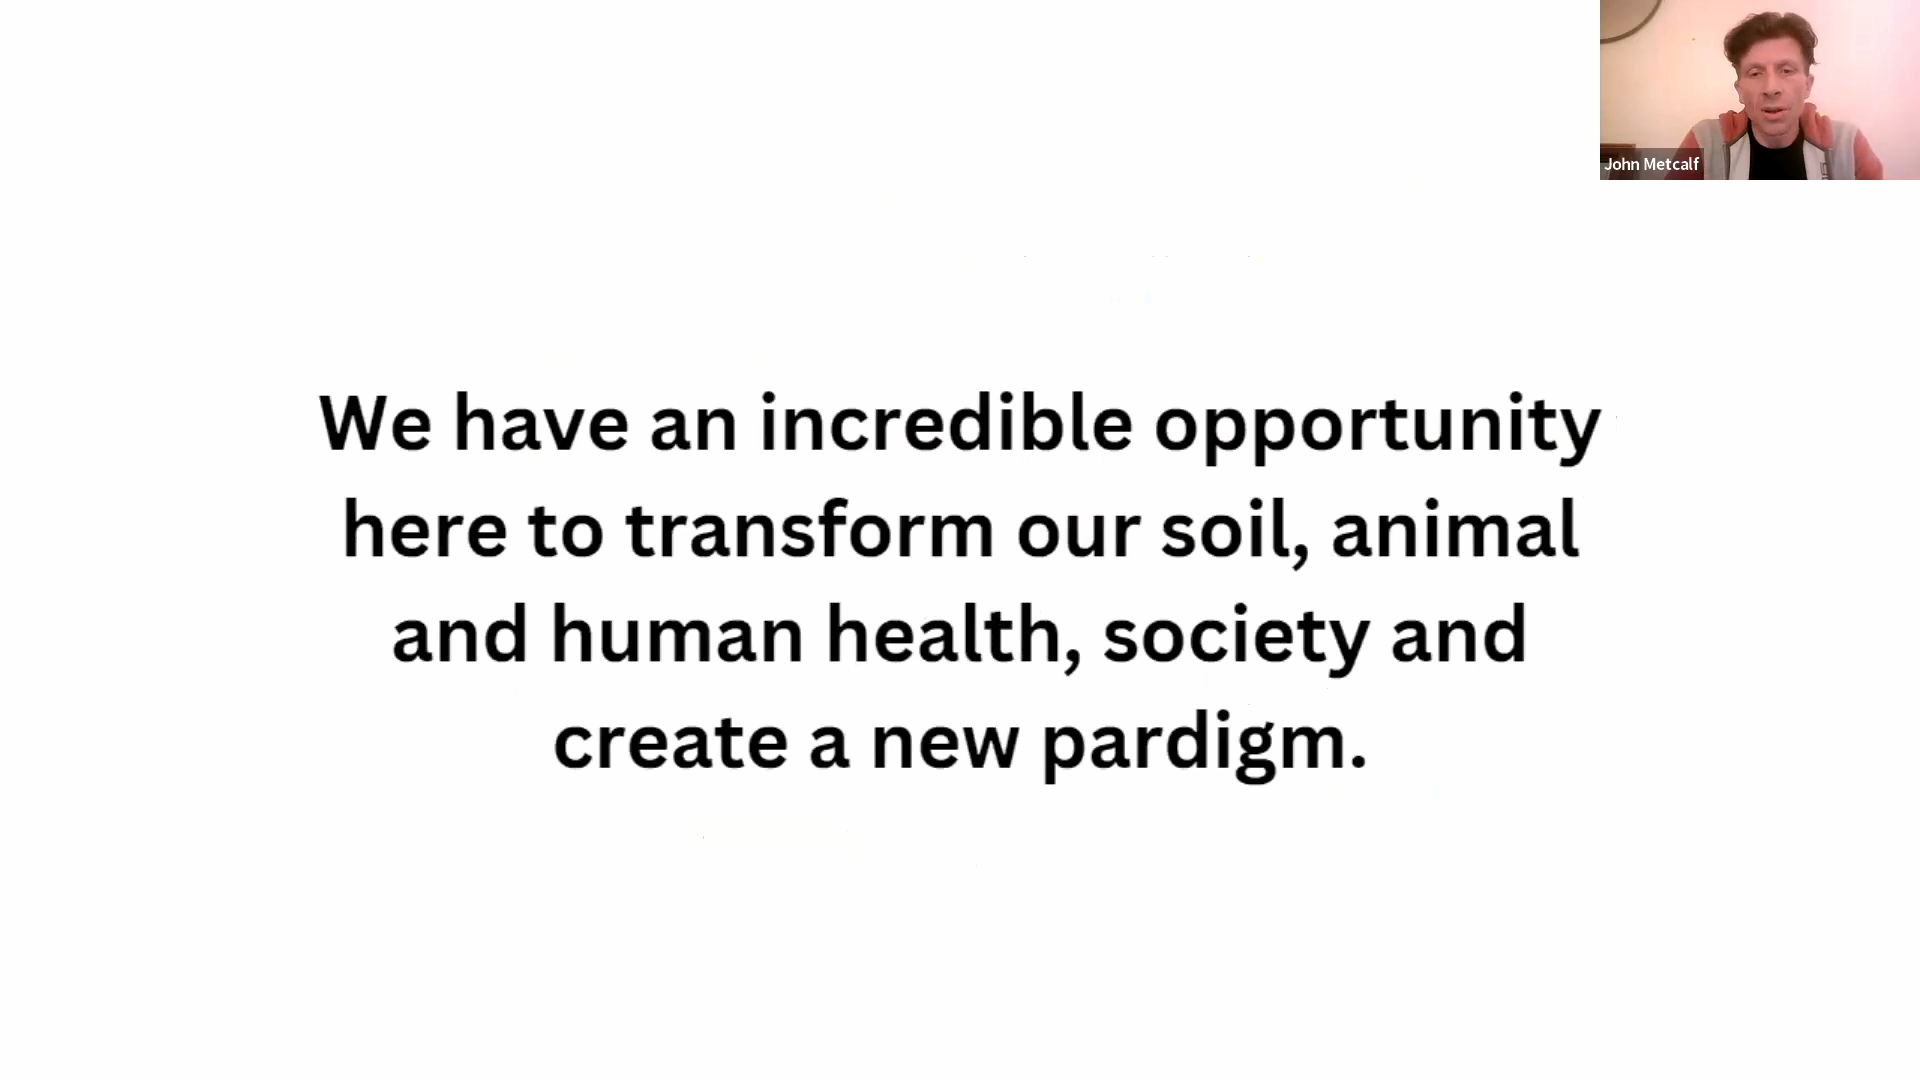 John Metcalf
We have an incredible opportunity
here to transform our soil, animal
and human health, society and
create a new pardigm.